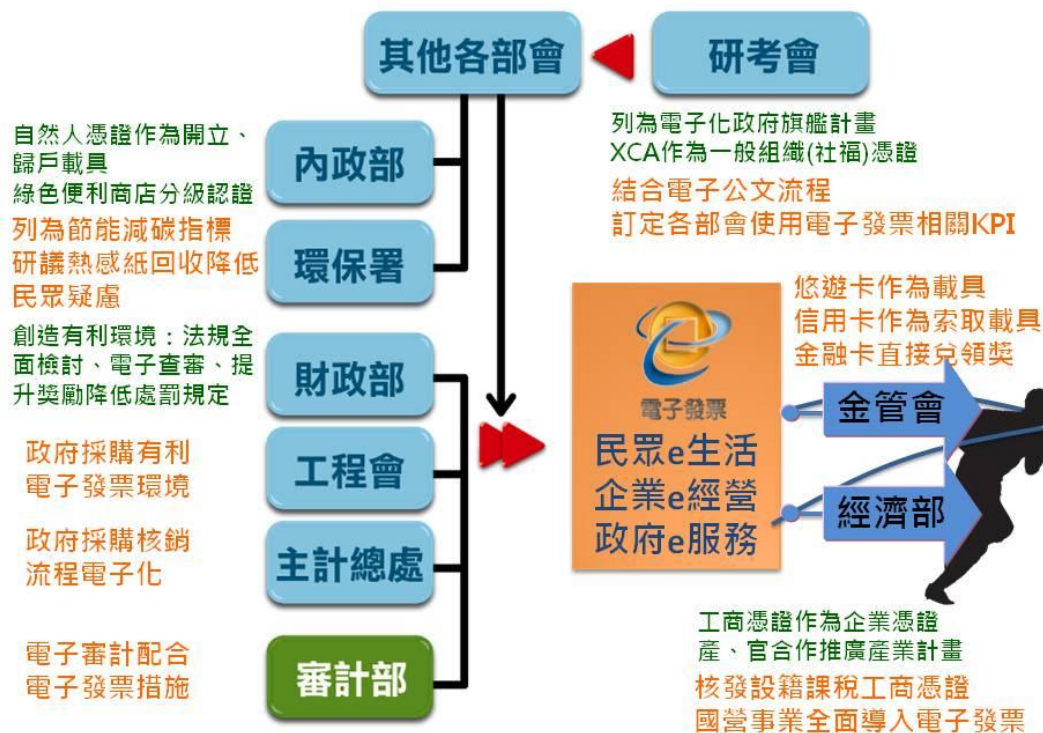 其他各部會
研考會
自然人憑證作為開立、
歸戶載具
綠色便利商店分級認證
內政部
列為電子化政府旗艦計畫
XCA作為一般組織(社福)憑證
結合電子公文流程
訂定各部會使用電子發票相關KPI
列為節能減碳指標
研議熱感紙回收降低
民眾疑慮
環保署
創造有利環境：法規全
面檢討、電子查審、提
升獎勵降低處罰規定
財政部
政府採購有利
電子發票環境
工程會
政府採購核銷
流程電子化
主計總處
電子審計配合
電子發票措施
審計部
電子發票
民眾e生活
企業e經營
政府e服務
悠遊卡作為載具
信用卡作為索取載具
金融卡直接兌領獎
金管會
經濟部
工商憑證作為企業憑證
產、官合作推廣產業計畫
核發設籍課稅工商憑證
國營事業全面導入電子發票